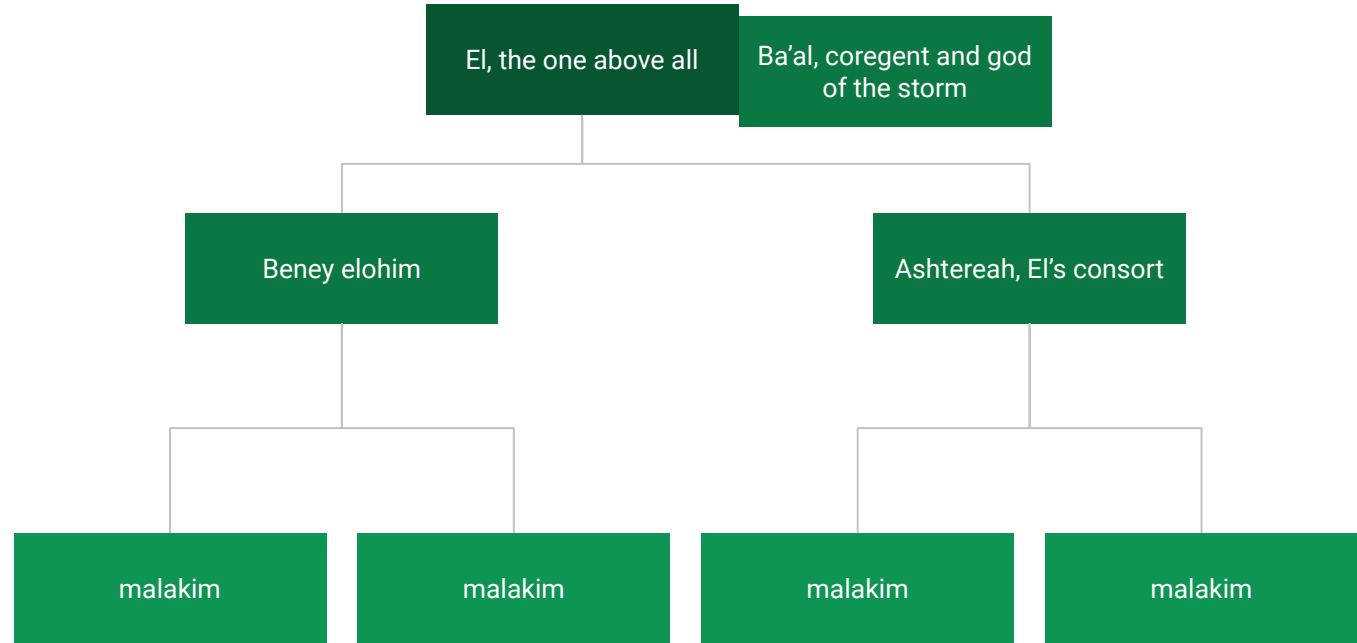 El, the one above all
Ba’al, coregent and god
of the storm
Beney elohim
Ashtereah, El’s consort
malakim
malakim
malakim
malakim